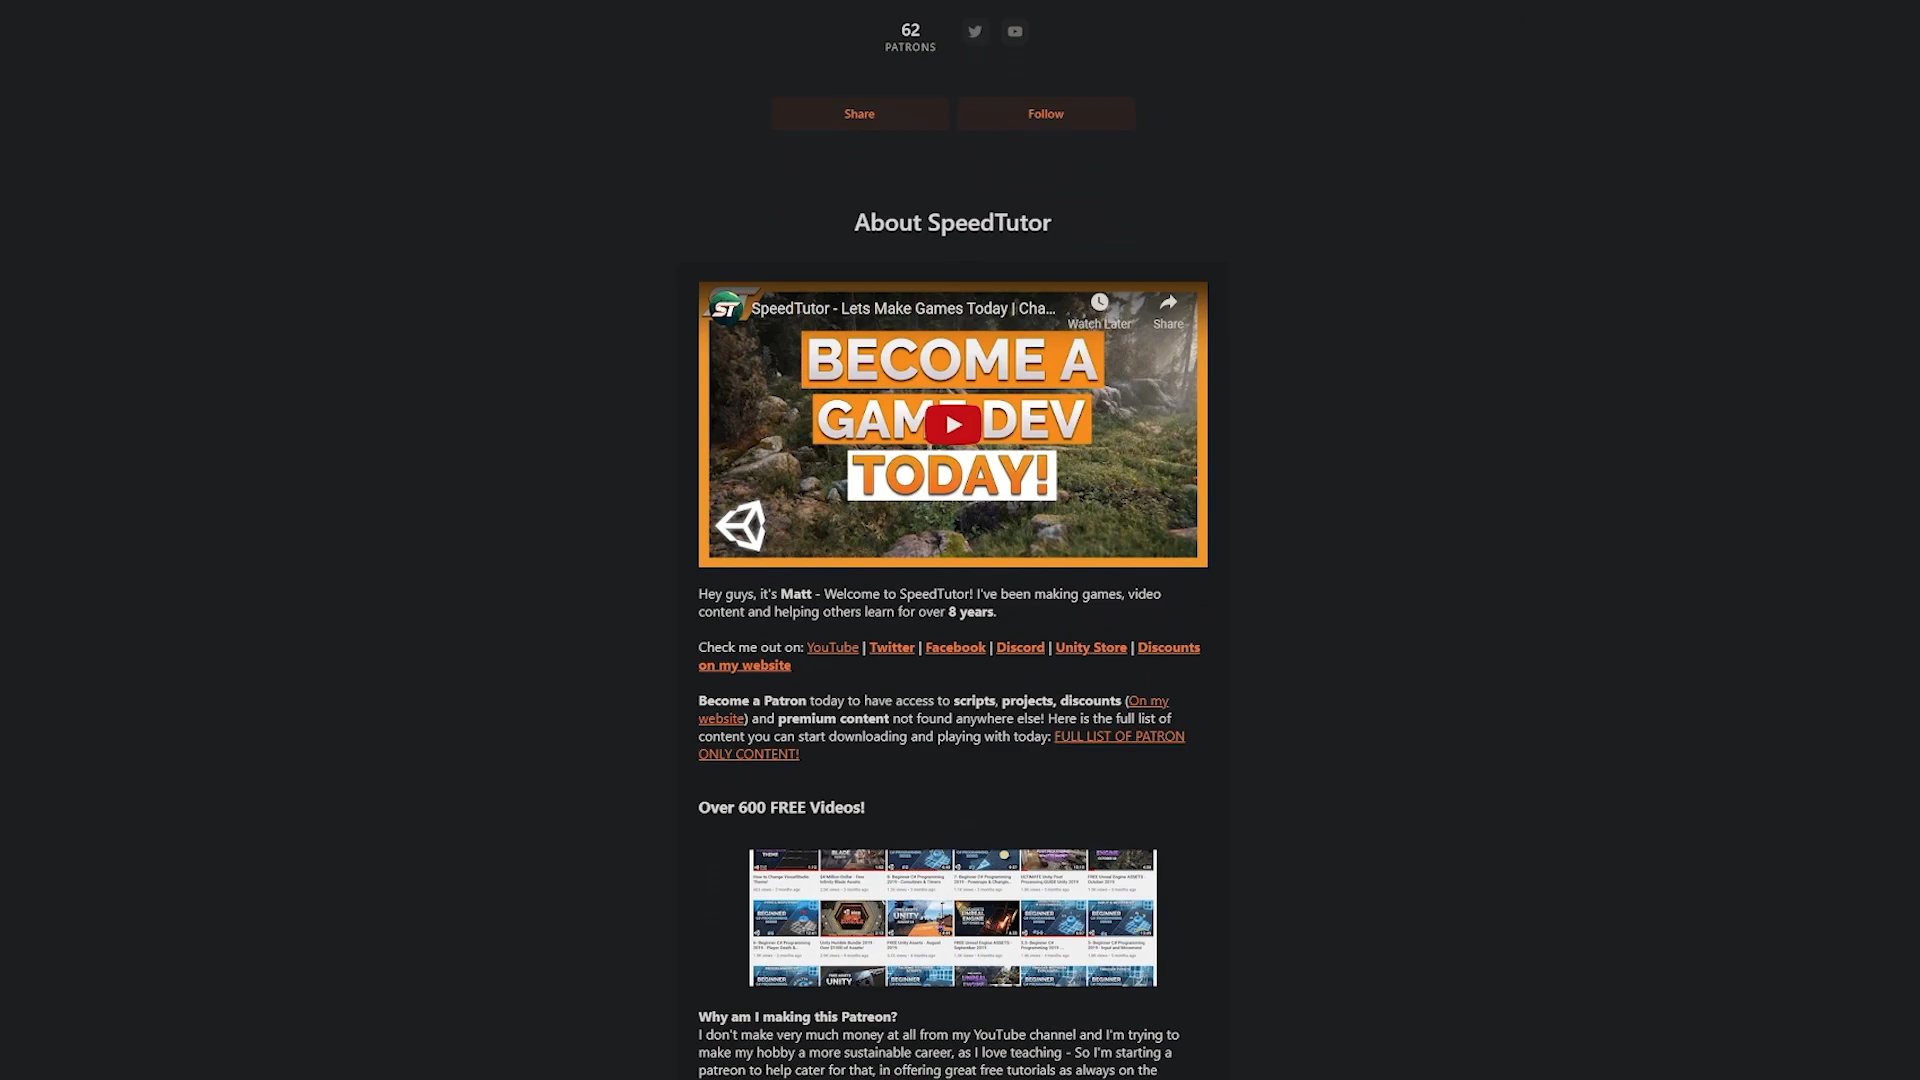 62
PATRONS
Share
Follow
About SpeedTutor
ST
SpeedTutor - Lets Make Games Today | Cha...
Watch Later
Share
BECOME A
GAME DEV
TODAY!
Hey guys, it's Matt - Welcome to SpeedTutor! I've been making games, video
content and helping others learn for over 8 years.
Check me out on: YouTube | Twitter | Facebook | Discord | Unity Store | Discounts
on my website
Become a Patron today to have access to scripts, projects, discounts (On my
website) and premium content not found anywhere else! Here is the full list of
content you can start downloading and playing with today: FULL LIST OF PATRON
ONLY CONTENT!
Over 600 FREE Videos!
Why am I making this Patreon?
I don't make very much money at all from my YouTube channel and I'm trying to
make my hobby a more sustainable career, as I love teaching - So I'm starting a
patreon to help cater for that, in offering great free tutorials as always on the